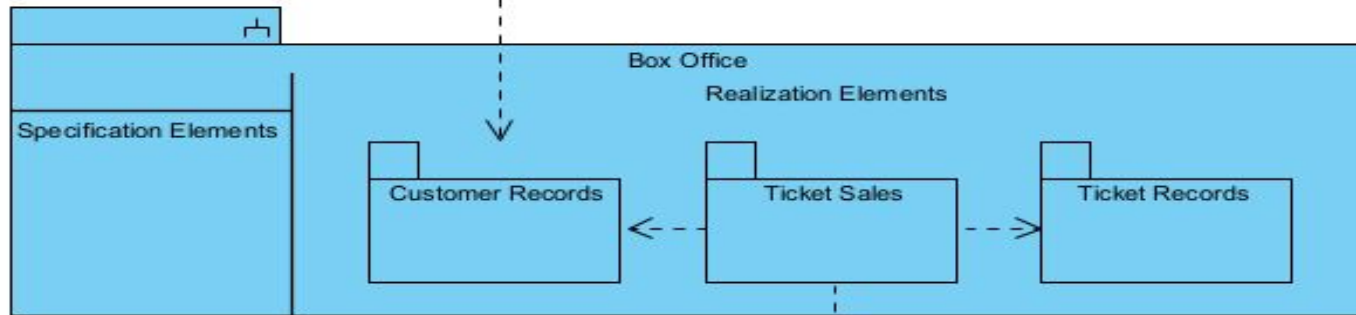 Box Office
Realization Elements
Specification Elements
Customer Records
Ticket Sales
Ticket Records